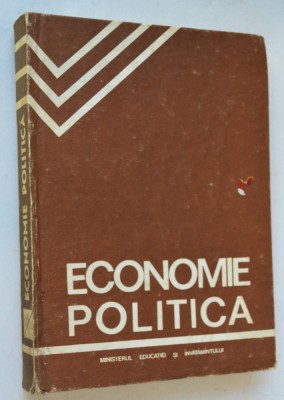 ECONOMIE POLITICA
ECONOMIE
POLITICA
MINISTERUL EDUCAȚIEI ȘI ÎNVĂȚĂMÎNTULUI